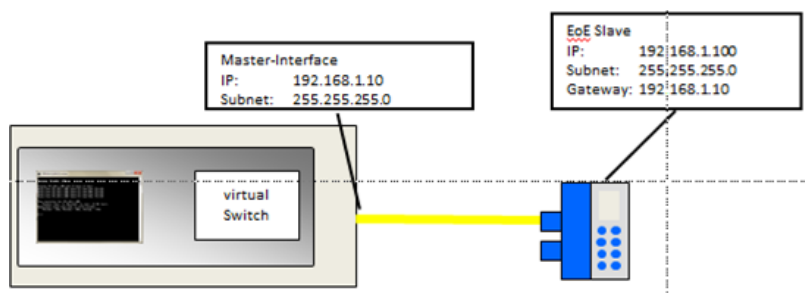 Master-Interface
IP: 192.168.1.10
Subnet: 255.255.255.0
EoE Slave
IP: 192.168.1.100
Subnet: 255.255.255.0
Gateway: 192.168.1.10
virtual
Switch